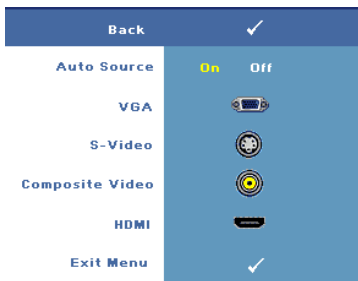 Back
Auto Source On Off
VGA
S-Video
Composite Video
HDMI
Exit Menu